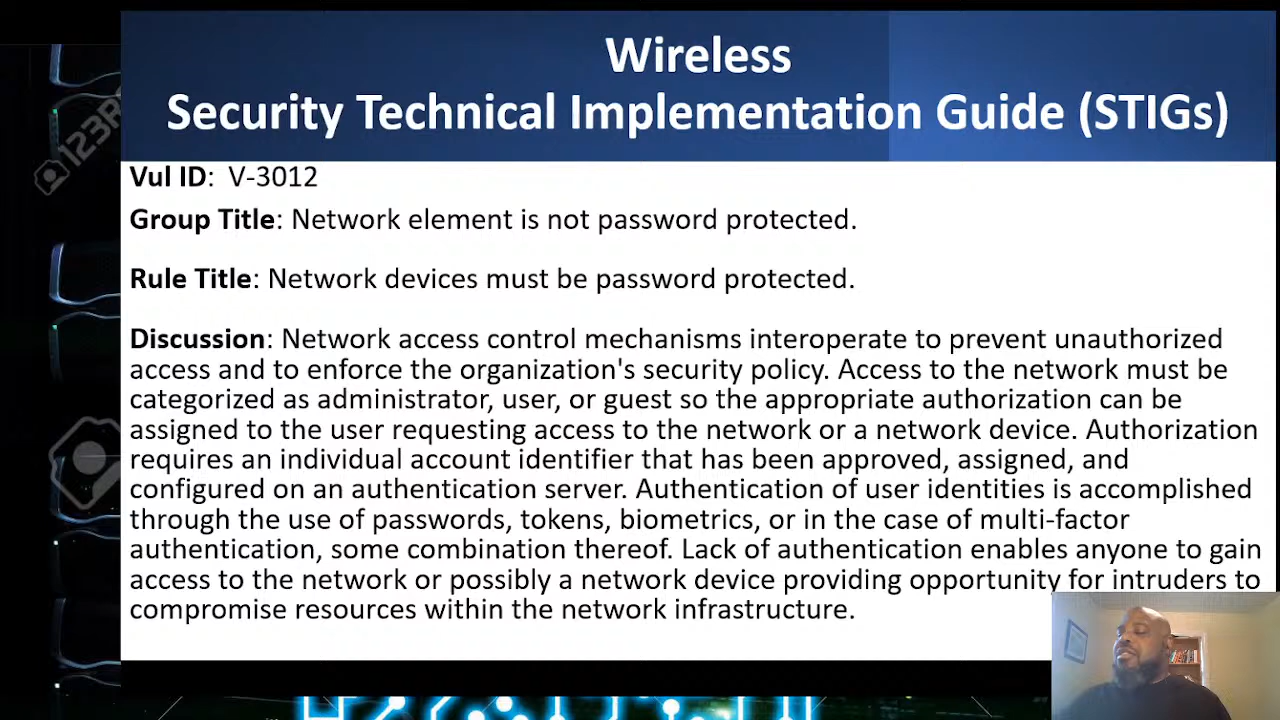 Wireless
Security Technical Implementation Guide (STIGs)
Vul ID: V-3012
Group Title: Network element is not password protected.
Rule Title: Network devices must be password protected.
Discussion: Network access control mechanisms interoperate to prevent unauthorized
access and to enforce the organization's security policy. Access to the network must be
categorized as administrator, user, or guest so the appropriate authorization can be
assigned to the user requesting access to the network or a network device. Authorization
requires an individual account identifier that has been approved, assigned, and
configured on an authentication server. Authentication of user identities is accomplished
through the use of passwords, tokens, biometrics, or in the case of multi-factor
authentication, some combination thereof. Lack of authentication enables anyone to gain
access to the network or possibly a network device providing opportunity for intruders to
compromise resources within the network infrastructure.